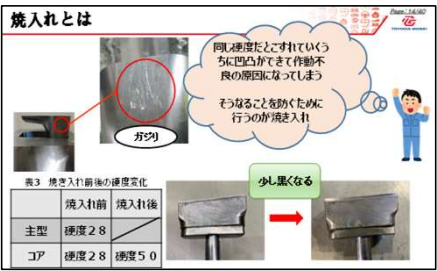 焼入れとは
Page: 14/40
同じ硬度だとこすれていくう
ちに凹凸ができて作動不
良の原因になってしまう
そうなることを防ぐために
行うのが焼き入れ
ガジリ
表3 焼き入れ前後の硬度変化
焼入れ前 焼入れ後
主型 硬度28
コア 硬度28 硬度50
少し黒くなる